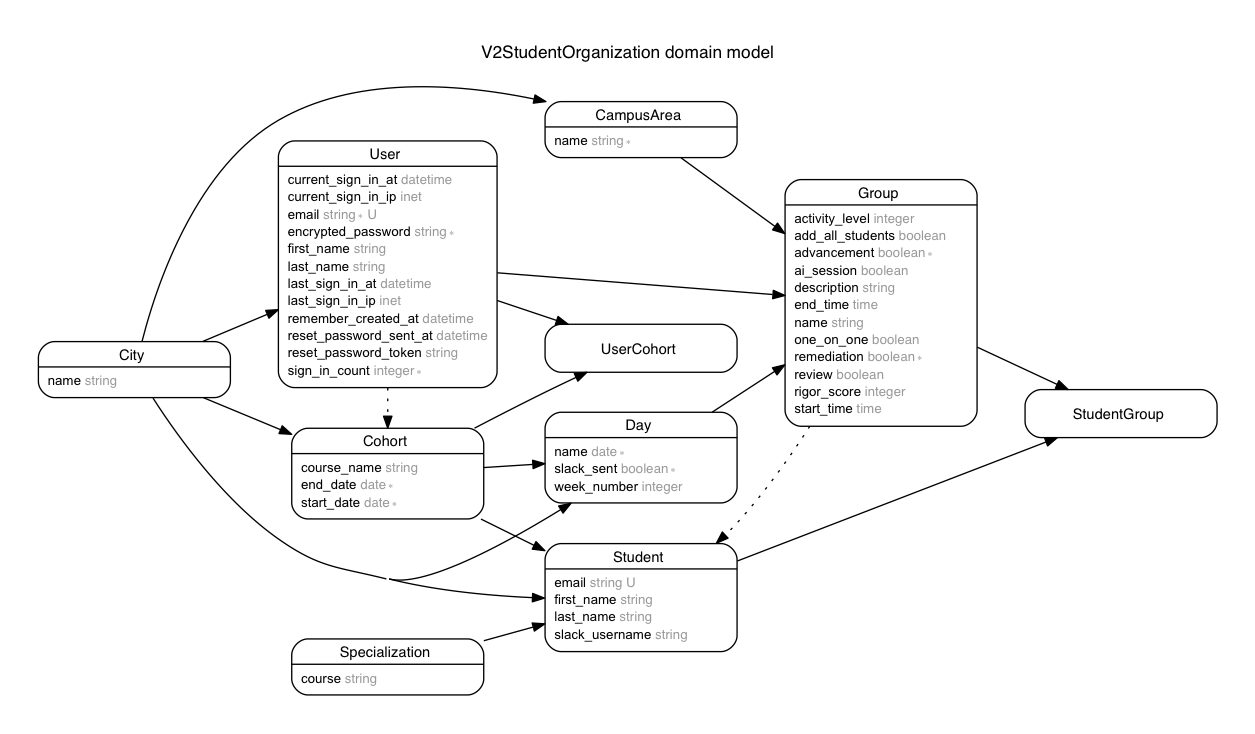 V2StudentOrganization domain model
CampusArea
name string *
User
current_sign_in_at datetime
current_sign_in_ip inet
email string * U
encrypted_password string *
first_name string
last_name string
last_sign_in_at datetime
last_sign_in_ip inet
remember_created_at datetime
reset_password_sent_at datetime
reset_password_token string
sign_in_count integer *
Group
activity_level integer
add_all_students boolean
advancement boolean *
ai_session boolean
description string
end_time time
name string
one_on_one boolean
remediation boolean *
review boolean
rigor_score integer
start_time time
City
name string
UserCohort
StudentGroup
Cohort
course_name string
end_date date *
start_date date *
Day
name date *
slack_sent boolean *
week_number integer
Student
email string U
first_name string
last_name string
slack_username string
Specialization
course string